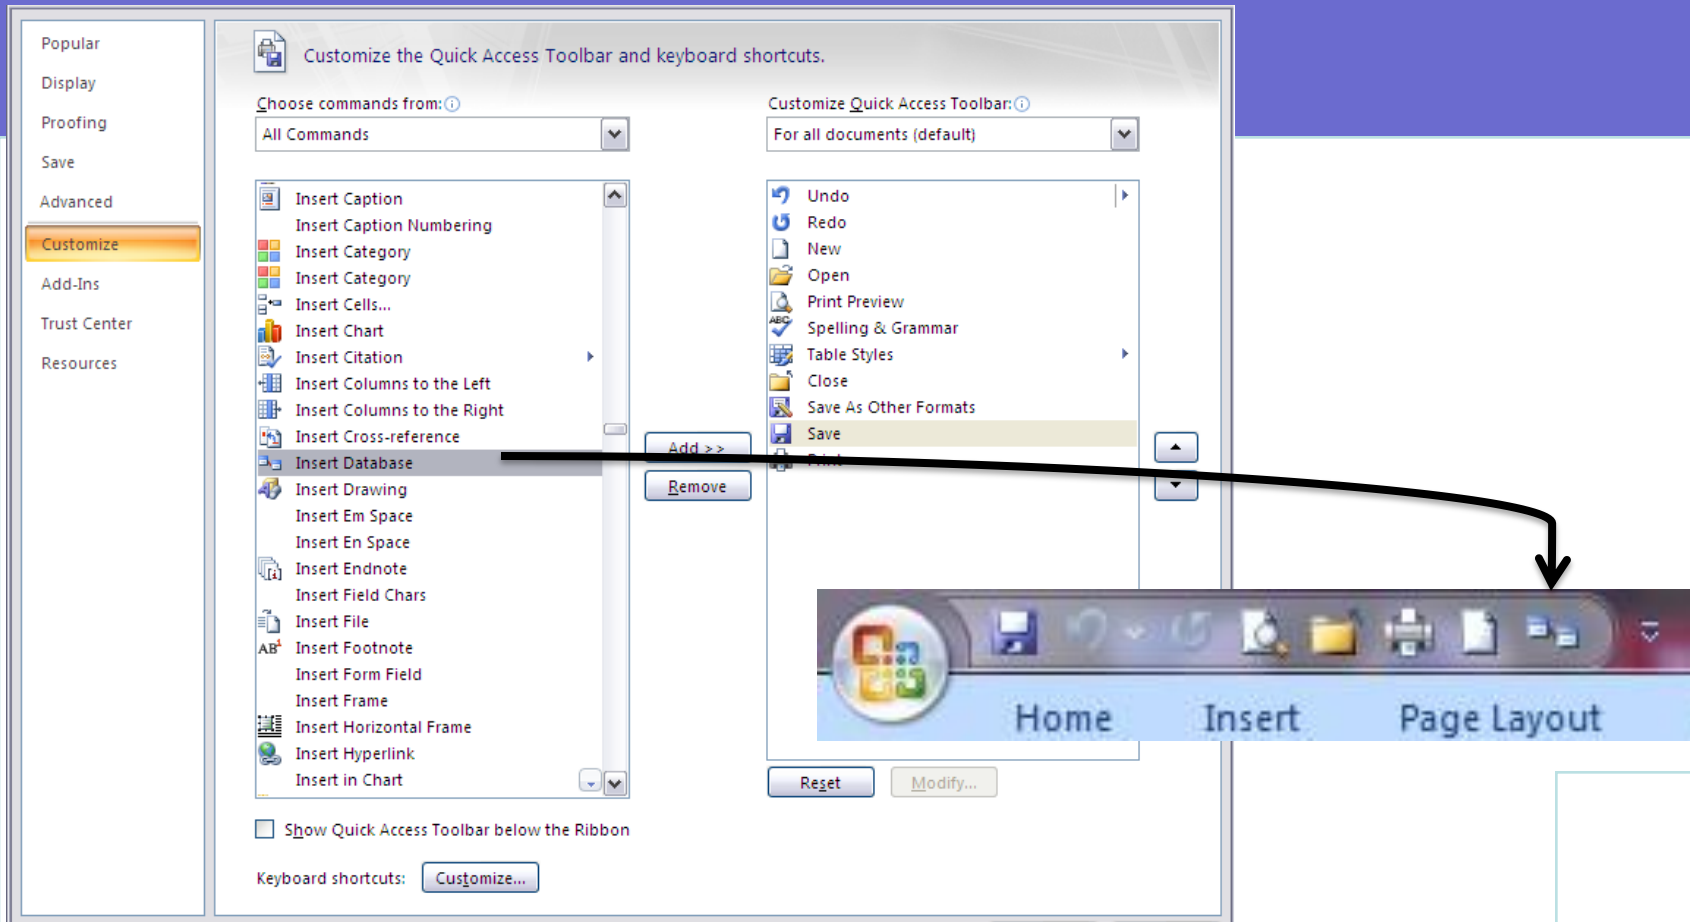 Popular
Display
Proofing
Save
Advanced
Customize
Add-Ins
Trust Center
Resources
Customize the Quick Access Toolbar and keyboard shortcuts.
Choose commands from:
All Commands
Insert Caption
Insert Caption Numbering
Insert Category
Insert Category
Insert Cells...
Insert Chart
Insert Citation
Insert Columns to the Left
Insert Columns to the Right
Insert Cross-reference
Insert Database
Insert Drawing
Insert Em Space
Insert En Space
Insert Endnote
Insert Field Chars
Insert File
AB¹ Insert Footnote
Insert Form Field
Insert Frame
Insert Horizontal Frame
Insert Hyperlink
Insert in Chart
Show Quick Access Toolbar below the Ribbon
Keyboard shortcuts: Customize...
Add >>
Remove
Customize Quick Access Toolbar:
For all documents (default)
Undo
Redo
New
Open
Print Preview
ABC Spelling & Grammar
Table Styles
Close
Save As Other Formats
Save
Print
Reset Modify...
Home Insert Page Layout